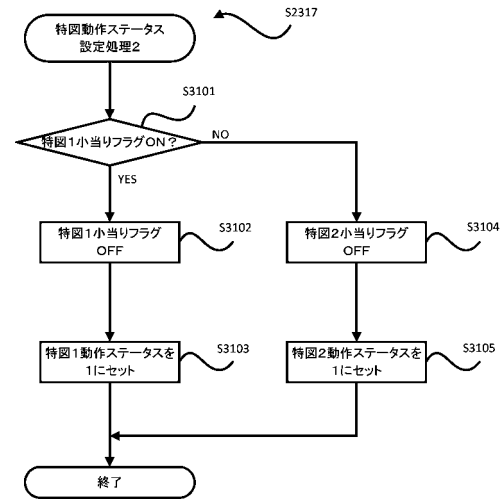 特図動作ステータス
設定処理2
S2317
S3101
特図1小当りフラグON?
NO
YES
特図1小当りフラグ
OFF
S3102
特図2小当りフラグ
OFF
S3104
特図1動作ステータスを
1にセット
S3103
特図2動作ステータスを
1にセット
S3105
終了